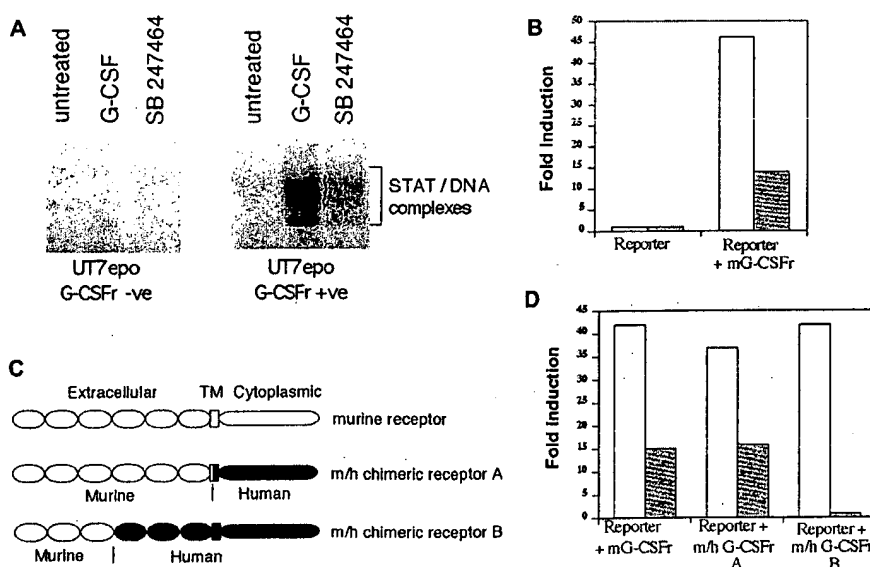 A
untreated
G-CSF
SB 247464
untreated
G-CSF
SB 247464
STAT / DNA
complexes
UT7epo
G-CSFr -ve
UT7epo
G-CSFr +ve
B
Fold Induction
50
45
40
35
30
25
20
15
10
5
0
Reporter
Reporter
+ mG-CSFr
C
Extracellular
TM
Cytoplasmic
murine receptor
m/h chimeric receptor A
Murine
Human
m/h chimeric receptor B
Murine
Human
D
Fold Induction
45
40
35
30
25
20
15
10
5
0
Reporter
+ mG-CSFr
Reporter +
m/h G-CSFr
A
Reporter +
m/h G-CSFr
B